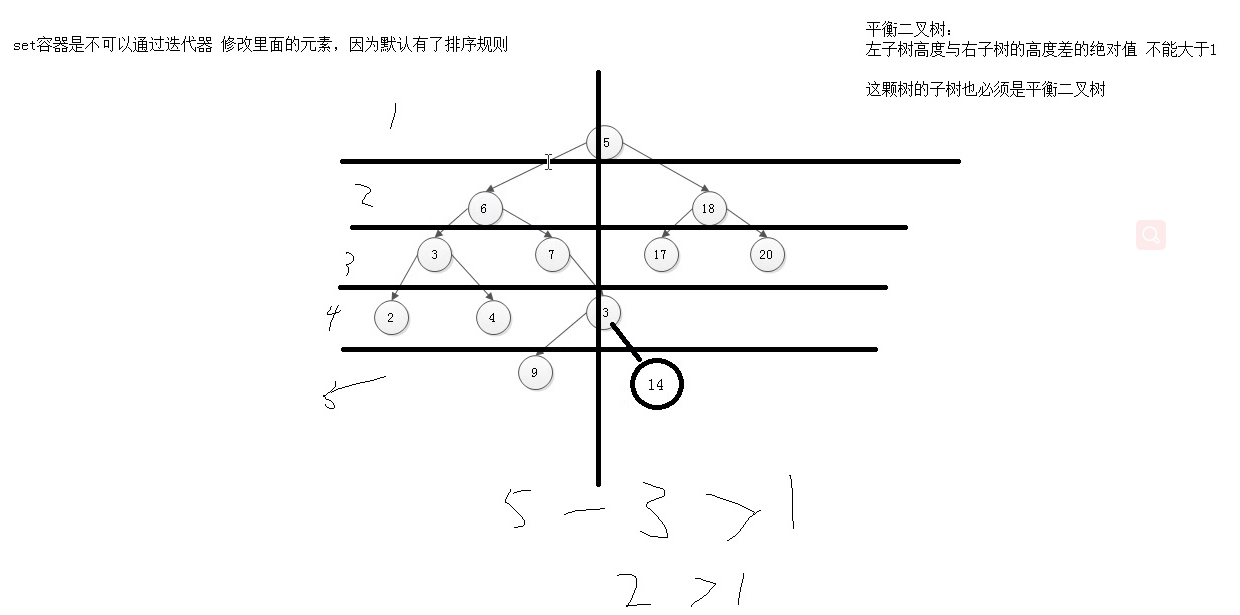 set容器是不可以通过迭代器 修改里面的元素，因为默认有了排序规则
平衡二叉树：
左子树高度与右子树的高度差的绝对值 不能大于1
这颗树的子树也必须是平衡二叉树
1
5
2
6
18
3
3
7
17
20
4
2
4
3
5
9
14
5 - 3 > 1
2 > 1